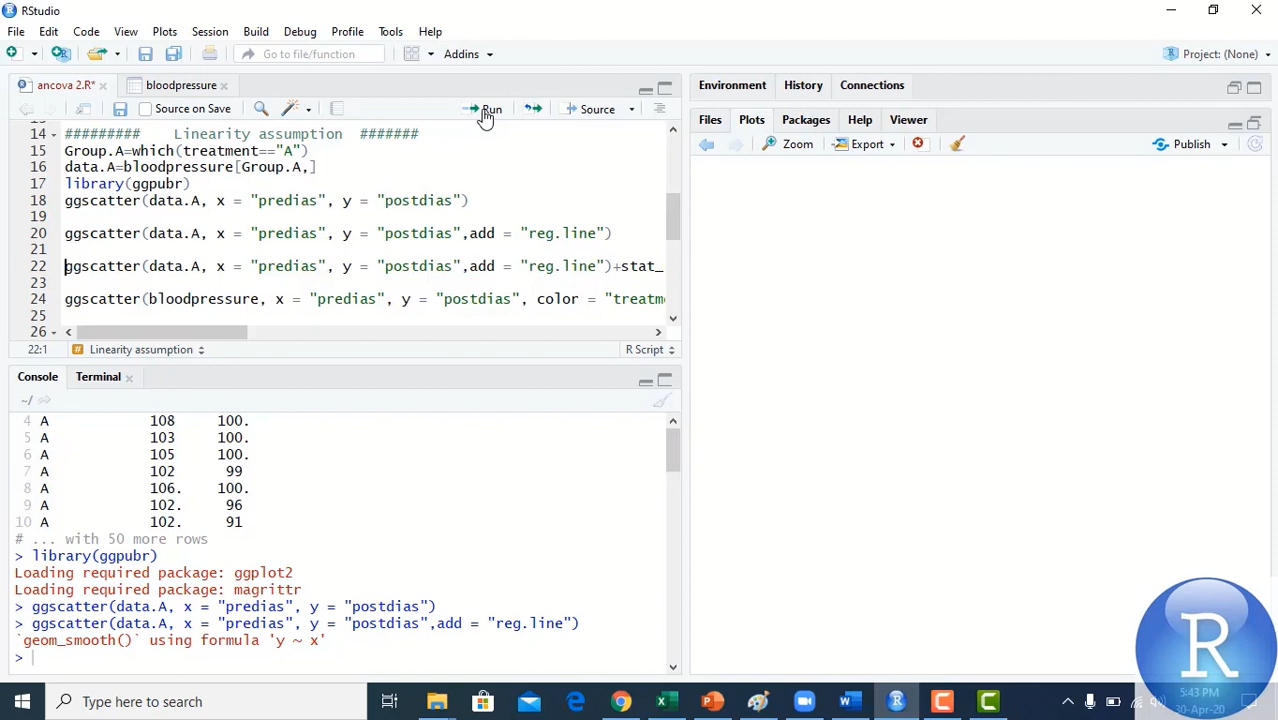 RStudio
File Edit Code View Plots Session Build Debug Profile Tools Help
Go to file/function Addins Project: (None)
ancova 2.R* bloodpressure
Source on Save Run Source
14 ######### Linearity assumption #######
15 Group.A=which(treatment=="A")
16 data.A=bloodpressure[Group.A,]
17 library(ggpubr)
18 ggscatter(data.A, x = "predias", y = "postdias")
19
20 ggscatter(data.A, x = "predias", y = "postdias",add = "reg.line")
21
22 ggscatter(data.A, x = "predias", y = "postdias",add = "reg.line")+stat_
23
24 ggscatter(bloodpressure, x = "predias", y = "postdias", color = "treatm
25
26
22:1 Linearity assumption R Script
Console Terminal
~/
4 A 108 100.
5 A 103 100.
6 A 105 100.
7 A 102 99
8 A 106. 100.
9 A 102. 96
10 A 102. 91
# ... with 50 more rows
> library(ggpubr)
Loading required package: ggplot2
Loading required package: magrittr
> ggscatter(data.A, x = "predias", y = "postdias")
> ggscatter(data.A, x = "predias", y = "postdias",add = "reg.line")
`geom_smooth()` using formula 'y ~ x'
>
Environment History Connections
Files Plots Packages Help Viewer
Zoom Export Publish
R
Type here to search
5:43 PM
30-Apr-20